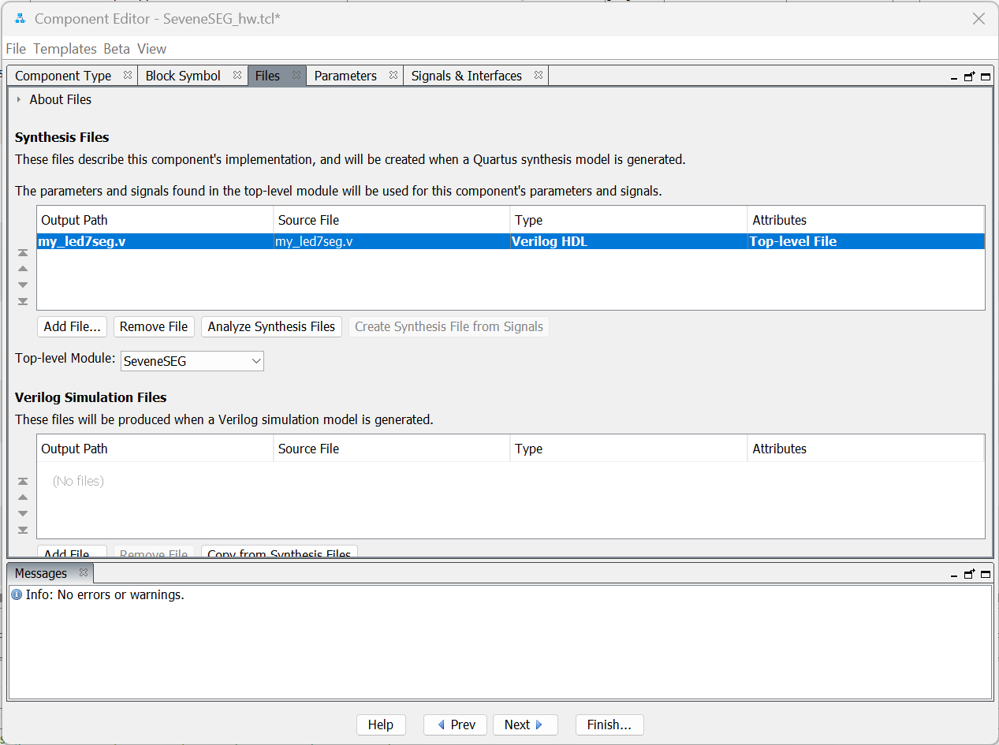 Component Editor - SeveneSEG_hw.tcl*
File Templates Beta View
Component Type Block Symbol Files Parameters Signals & Interfaces
About Files
Synthesis Files
These files describe this component's implementation, and will be created when a Quartus synthesis model is generated.
The parameters and signals found in the top-level module will be used for this component's parameters and signals.
Output Path Source File Type Attributes
my_led7seg.v my_led7seg.v Verilog HDL Top-level File
Add File... Remove File Analyze Synthesis Files Create Synthesis File from Signals
Top-level Module: SeveneSEG
Verilog Simulation Files
These files will be produced when a Verilog simulation model is generated.
Output Path Source File Type Attributes
(No files)
Add File... Remove File Copy from Synthesis Files
Messages
Info: No errors or warnings.
Help Prev Next Finish...